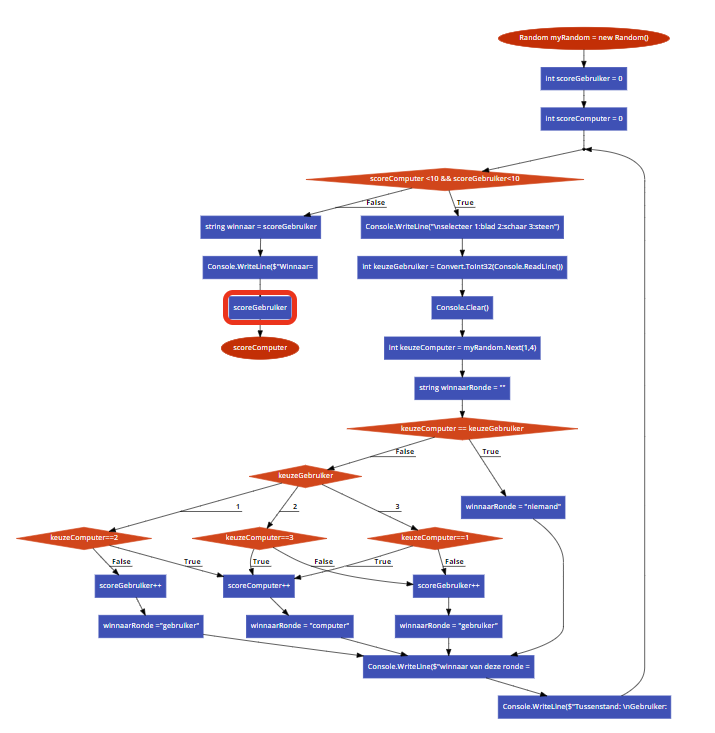 Random myRandom = new Random()
int scoreGebruiker = 0
int scoreComputer = 0
scoreComputer <10 && scoreGebruiker<10
False
True
string winnaar = scoreGebruiker
Console.WriteLine("\nselecteer 1:blad 2:schaar 3:steen")
Console.WriteLine($"Winnaar=
int keuzeGebruiker = Convert.ToInt32(Console.ReadLine())
scoreGebruiker
Console.Clear()
scoreComputer
int keuzeComputer = myRandom.Next(1,4)
string winnaarRonde = ""
keuzeComputer == keuzeGebruiker
False
True
keuzeGebruiker
winnaarRonde = "niemand"
1
2
3
keuzeComputer==2
keuzeComputer==3
keuzeComputer==1
False
True
True
False
True
False
scoreGebruiker++
scoreComputer++
scoreGebruiker++
winnaarRonde ="gebruiker"
winnaarRonde = "computer"
winnaarRonde = "gebruiker"
Console.WriteLine($"winnaar van deze ronde =
Console.WriteLine($"Tussenstand: \nGebruiker: